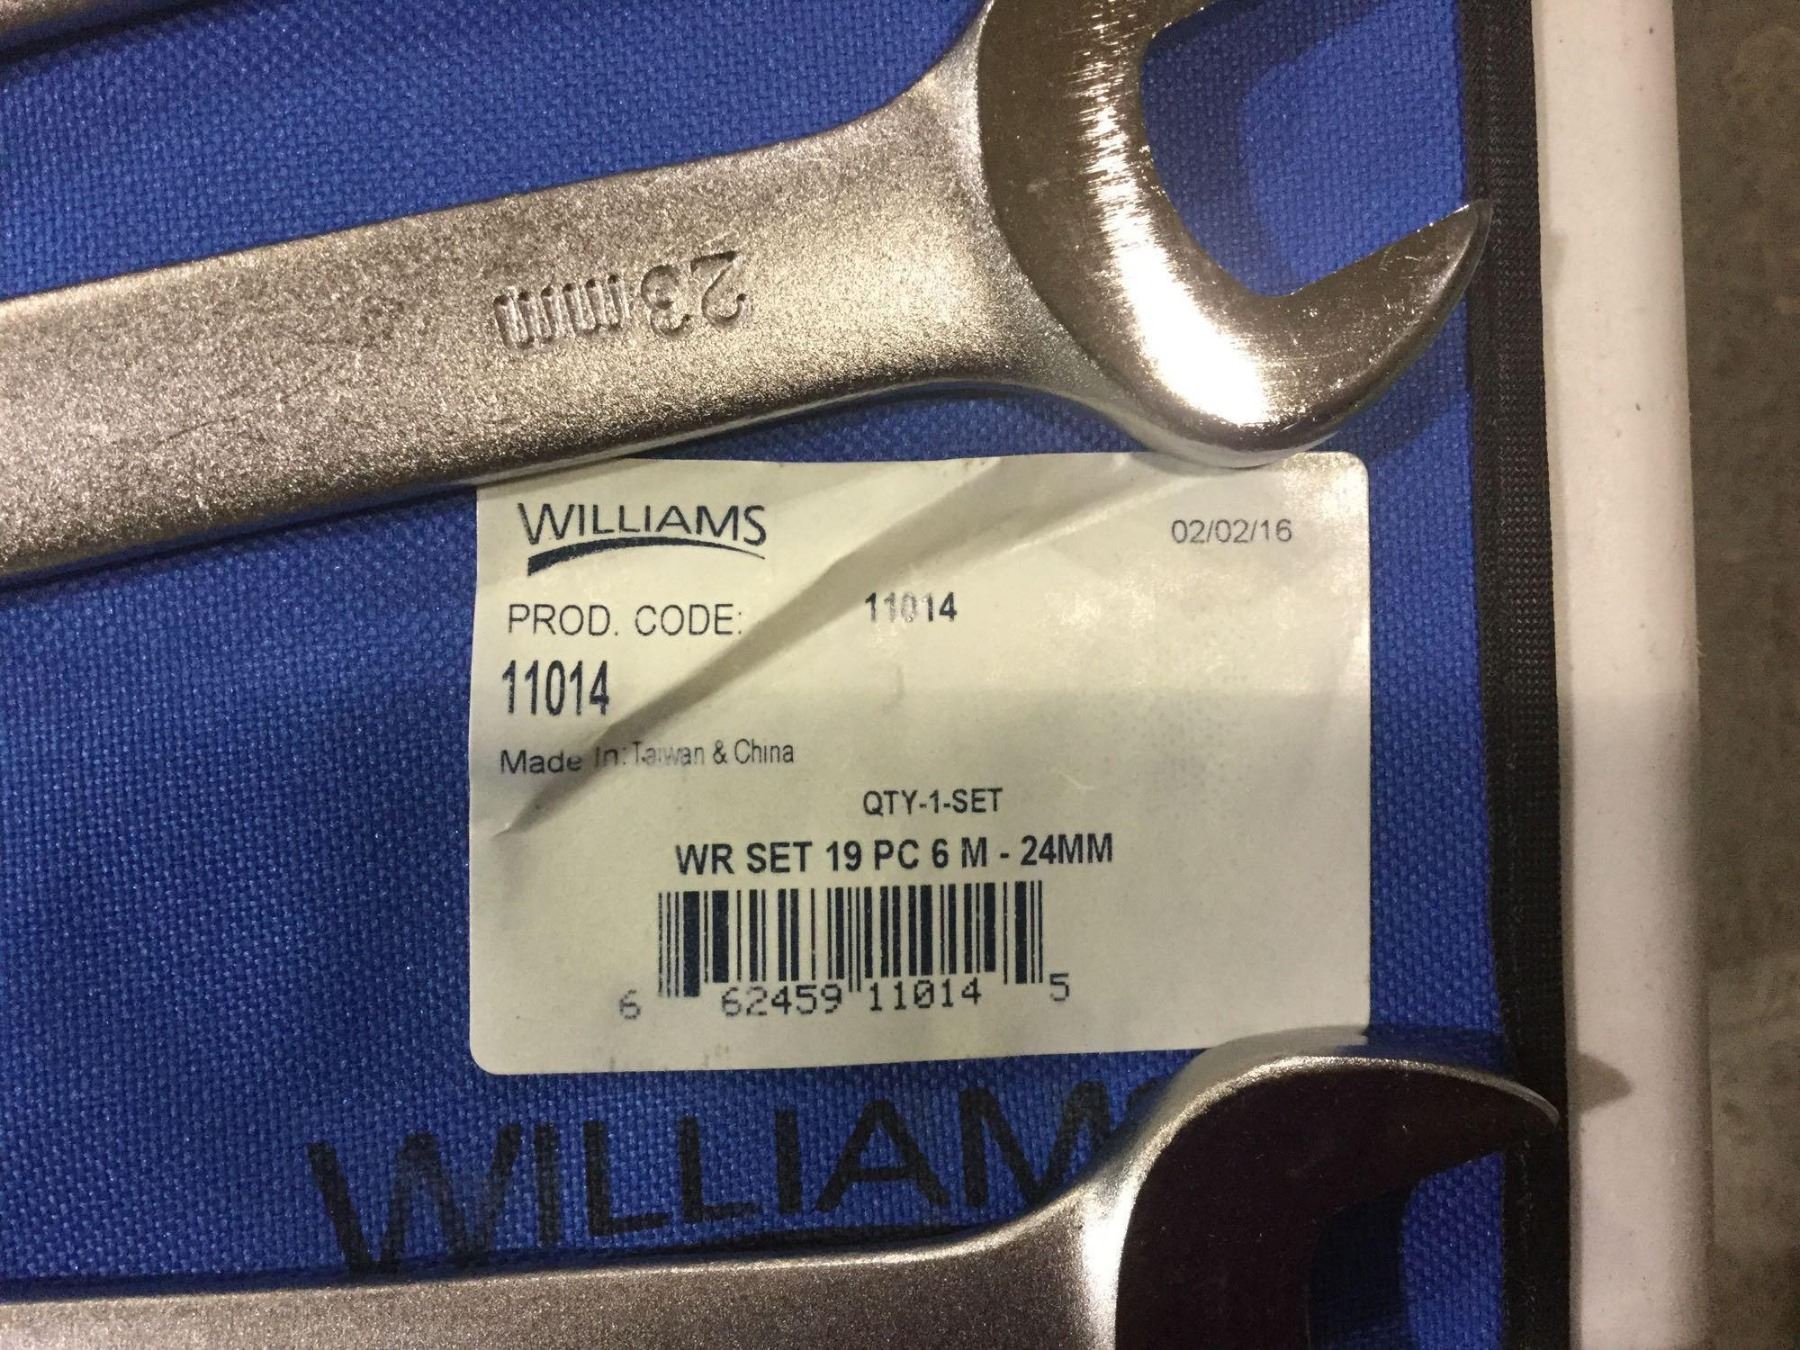 23mm
WILLIAMS
02/02/16
PROD. CODE: 11014
11014
Made In: Taiwan & China
QTY-1-SET
WR SET 19 PC 6 M - 24MM
6 62459 11014 5
WILLIAMS